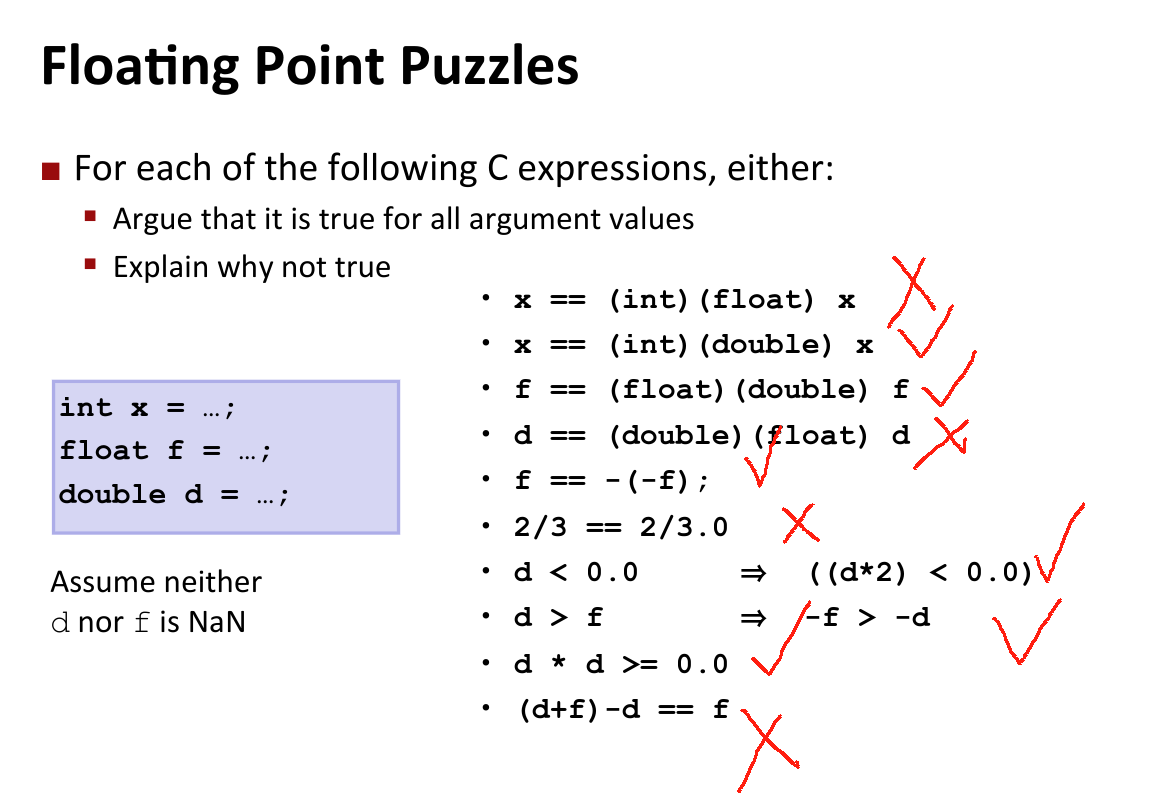 Floating Point Puzzles
For each of the following C expressions, either:
Argue that it is true for all argument values
Explain why not true
• x == (int)(float) x
• x == (int)(double) x
• f == (float)(double) f
• d == (double)(float) d
• f == -(-f);
• 2/3 == 2/3.0
• d < 0.0 ⇒ ((d*2) < 0.0)
• d > f ⇒ -f > -d
• d * d >= 0.0
• (d+f)-d == f
int x = …;
float f = …;
double d = …;
Assume neither
d nor f is NaN